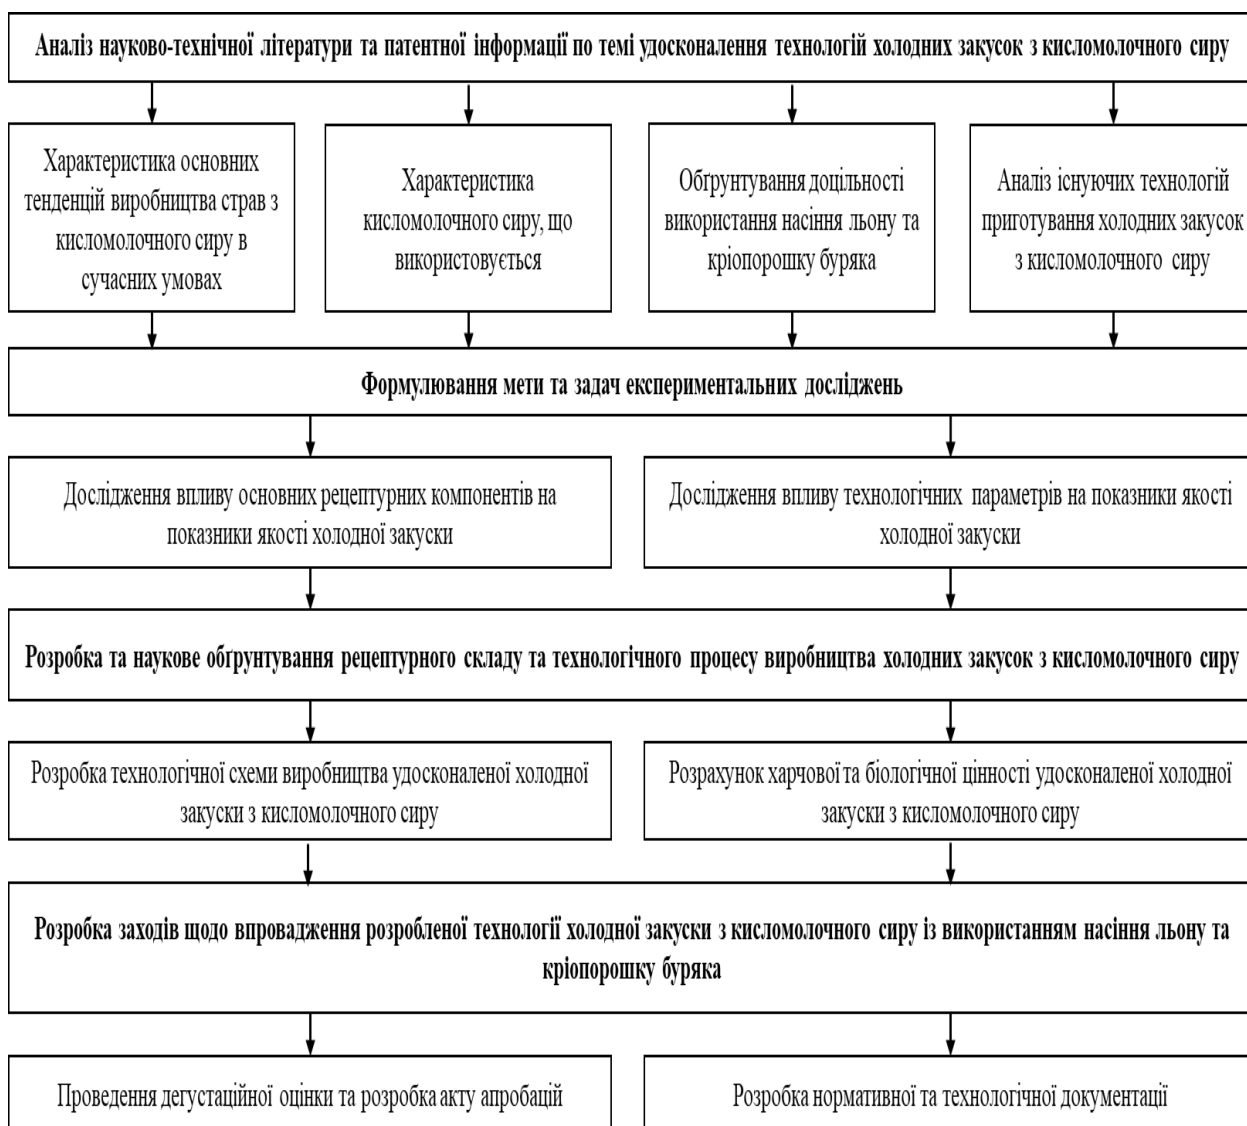 Аналіз науково-технічної літератури та патентної інформації по темі удосконалення технологій холодних закусок з кисломолочного сиру
Характеристика основних
тенденцій виробництва страв з
кисломолочного сиру в
сучасних умовах
Характеристика
кисломолочного сиру, що
використовується
Обґрунтування доцільності
використання насіння льону та
кріопорошку буряка
Аналіз існуючих технологій
приготування холодних закусок
з кисломолочного сиру
Формулювання мети та задач експериментальних досліджень
Дослідження впливу основних рецептурних компонентів на
показники якості холодної закуски
Дослідження впливу технологічних параметрів на показники якості
холодної закуски
Розробка та наукове обґрунтування рецептурного складу та технологічного процесу виробництва холодних закусок з кисломолочного сиру
Розробка технологічної схеми виробництва удосконаленої холодної
закуски з кисломолочного сиру
Розрахунок харчової та біологічної цінності удосконаленої холодної
закуски з кисломолочного сиру
Розробка заходів щодо впровадження розробленої технології холодної закуски з кисломолочного сиру із використанням насіння льону та
кріопорошку буряка
Проведення дегустаційної оцінки та розробка акту апробацій
Розробка нормативної та технологічної документації